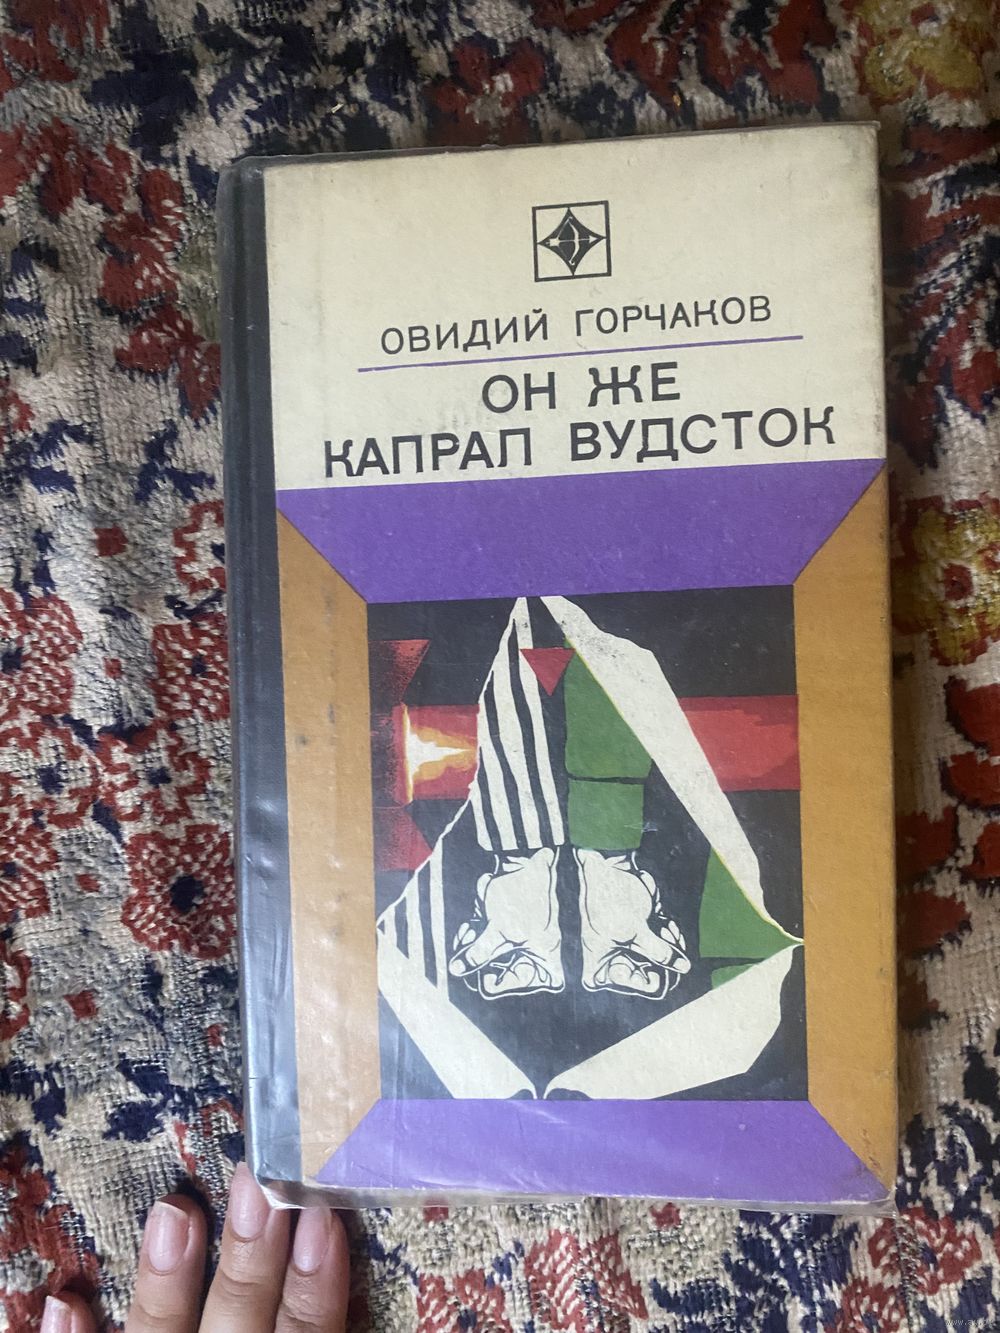 ОВИДИЙ ГОРЧАКОВ
ОН ЖЕ
КАПРАЛ ВУДСТОК